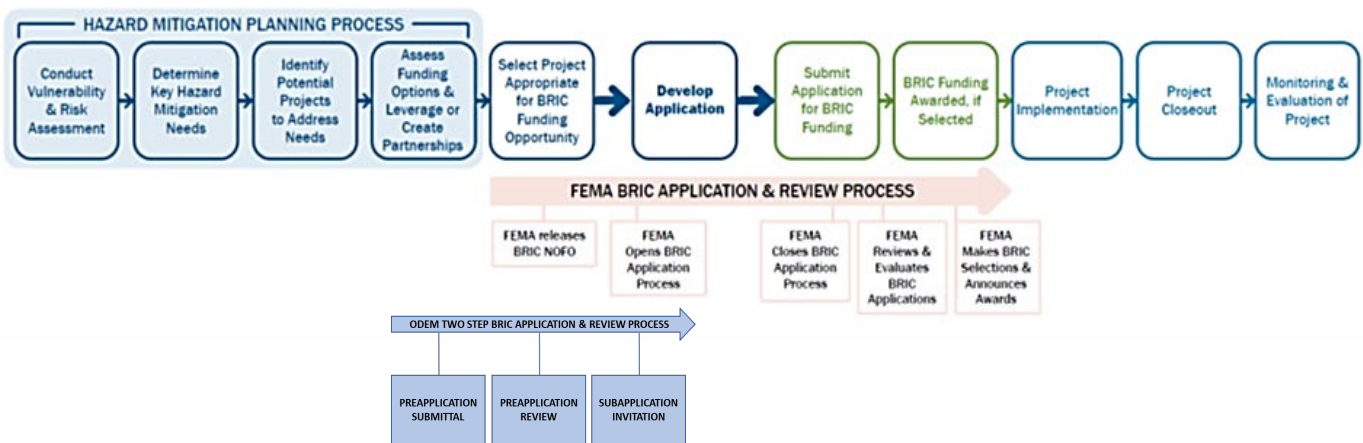 HAZARD MITIGATION PLANNING PROCESS
Conduct
Vulnerability
& Risk
Assessment
Determine
Key Hazard
Mitigation
Needs
Identify
Potential
Projects
to Address
Needs
Assess
Funding
Options &
Leverage or
Create
Partnerships
Select Project
Appropriate
for BRIC
Funding
Opportunity
Develop
Application
Submit
Application
for BRIC
Funding
BRIC Funding
Awarded, if
Selected
Project
Implementation
Project
Closeout
Monitoring &
Evaluation of
Project
FEMA BRIC APPLICATION & REVIEW PROCESS
FEMA releases
BRIC NOFO
FEMA
Opens BRIC
Application
Process
FEMA
Closes BRIC
Application
Process
FEMA
Reviews &
Evaluates
BRIC
Applications
FEMA
Makes BRIC
Selections &
Announces
Awards
ODEM TWO STEP BRIC APPLICATION & REVIEW PROCESS
PREAPPLICATION
SUBMITTAL
PREAPPLICATION
REVIEW
SUBAPPLICATION
INVITATION